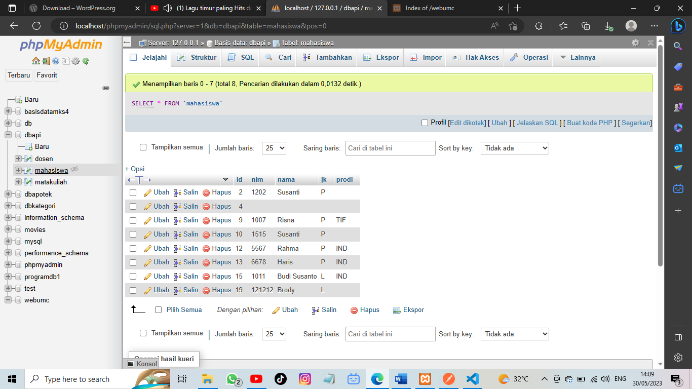 Download – WordPress.org
(1) Lagu timur paling hits d
localhost / 127.0.0.1 / dbapi / m
Index of /webumc
localhost/phpmyadmin/sql.php?server=1&db=dbapi&table=mahasiswa&pos=0
phpMyAdmin
Server: 127.0.0.1 » Basis data: dbapi » Tabel: mahasiswa
Jelajahi Struktur SQL Cari Tambahkan Ekspor Impor Hak Akses Operasi Lainnya
Terbaru Favorit
Baru
basisdatamks4
db
dbapi
Baru
dosen
mahasiswa
matakuliah
dbapotek
dbkategori
information_schema
movies
mysql
performance_schema
phpmyadmin
programdb1
test
webumc
Menampilkan baris 0 - 7 (total 8, Pencarian dilakukan dalam 0,0132 detik.)
SELECT * FROM `mahasiswa`
Profil [Edit dikotak] [ Ubah ] [ Jelaskan SQL ] [ Buat kode PHP ] [ Segarkan]
Tampilkan semua Jumlah baris: 25 Saring baris: Cari di tabel ini Sort by key: Tidak ada
+ Opsi
id nim nama jk prodi
Ubah Salin Hapus 2 1202 Susanti P
Ubah Salin Hapus 4
Ubah Salin Hapus 9 1007 Riana P TIF
Ubah Salin Hapus 10 1515 Susanti P
Ubah Salin Hapus 12 5567 Rahma P IND
Ubah Salin Hapus 13 6678 Haris P IND
Ubah Salin Hapus 15 1011 Budi Susanto L IND
Ubah Salin Hapus 19 121212 Brody L
Pilih Semua Dengan pilihan: Ubah Salin Hapus Ekspor
Tampilkan semua Jumlah baris: 25 Saring baris: Cari di tabel ini Sort by key: Tidak ada
hasil kueri
Konsol
Type here to search
32°C
ENG
14:09
30/05/2023